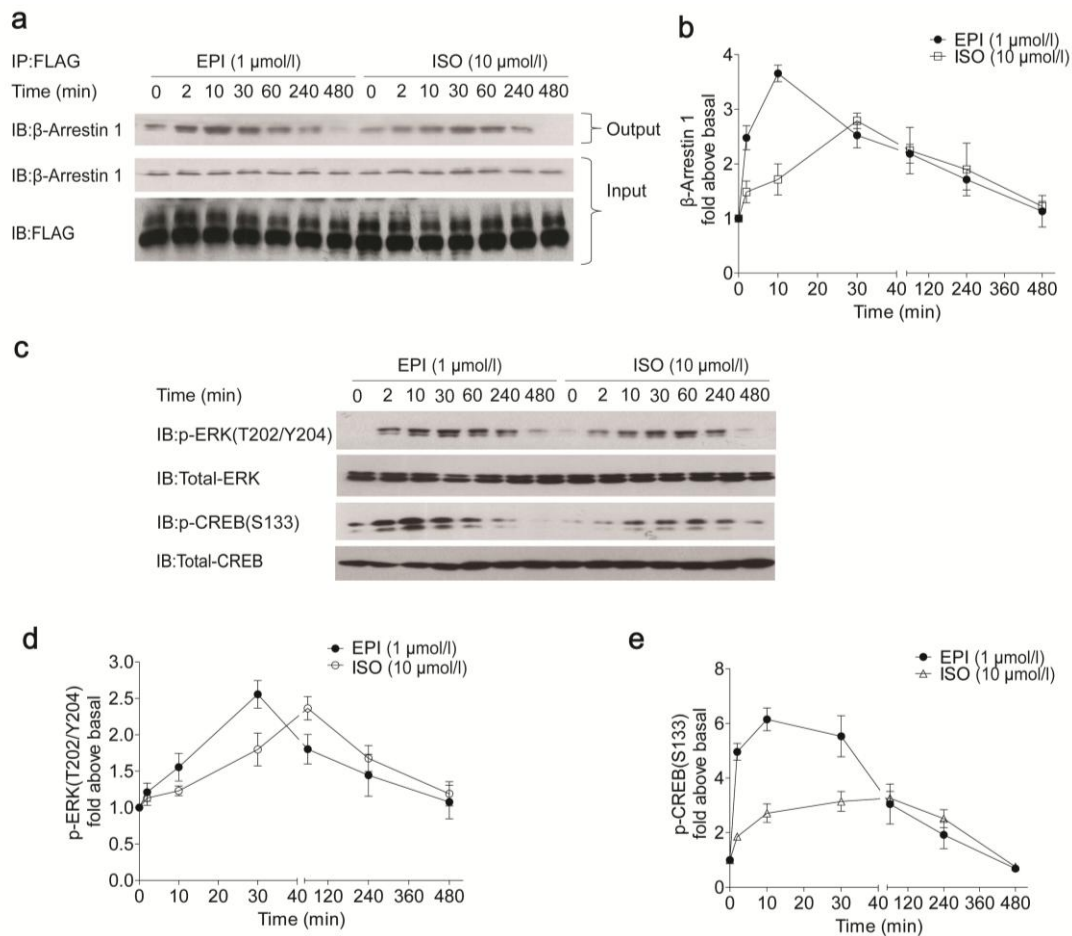 a
IP:FLAG EPI (1 µmol/l) ISO (10 µmol/l)
Time (min) 0 2 10 30 60 240 480 0 2 10 30 60 240 480
IB:β-Arrestin 1 Output
IB:β-Arrestin 1 Input
IB:FLAG
b
EPI (1 µmol/l)
ISO (10 µmol/l)
β-Arrestin 1
fold above basal
4
3
2
1
0
0 10 20 30 40 120 240 360 480
Time (min)
c
EPI (1 µmol/l) ISO (10 µmol/l)
Time (min) 0 2 10 30 60 240 480 0 2 10 30 60 240 480
IB:p-ERK(T202/Y204)
IB:Total-ERK
IB:p-CREB(S133)
IB:Total-CREB
d
EPI (1 µmol/l)
ISO (10 µmol/l)
p-ERK(T202/Y204)
fold above basal
3.0
2.5
2.0
1.5
1.0
0.5
0.0
0 10 20 30 40 120 240 360 480
Time (min)
e
EPI (1 µmol/l)
ISO (10 µmol/l)
p-CREB(S133)
fold above basal
8
6
4
2
0
0 10 20 30 40 120 240 360 480
Time (min)